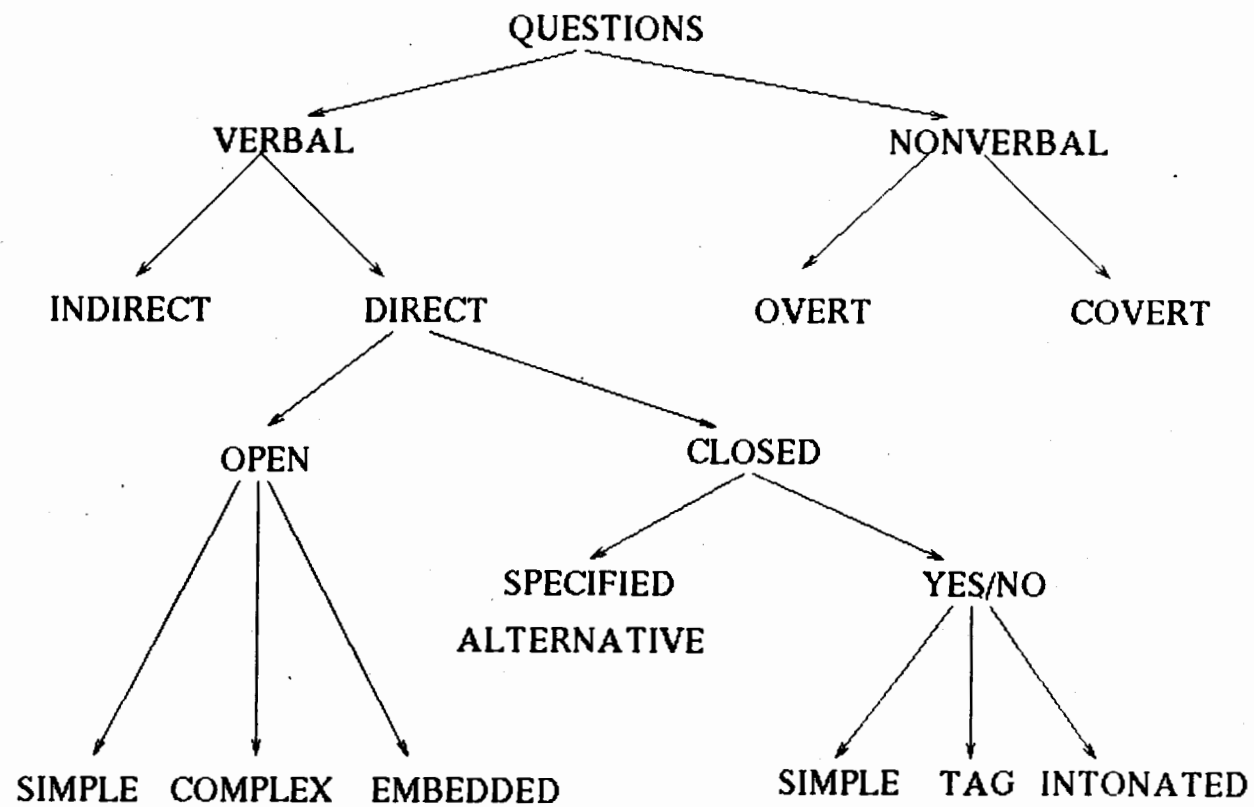 QUESTIONS
VERBAL
NONVERBAL
INDIRECT
DIRECT
OVERT
COVERT
OPEN
CLOSED
SPECIFIED
ALTERNATIVE
YES/NO
SIMPLE
COMPLEX
EMBEDDED
SIMPLE
TAG
INTONATED